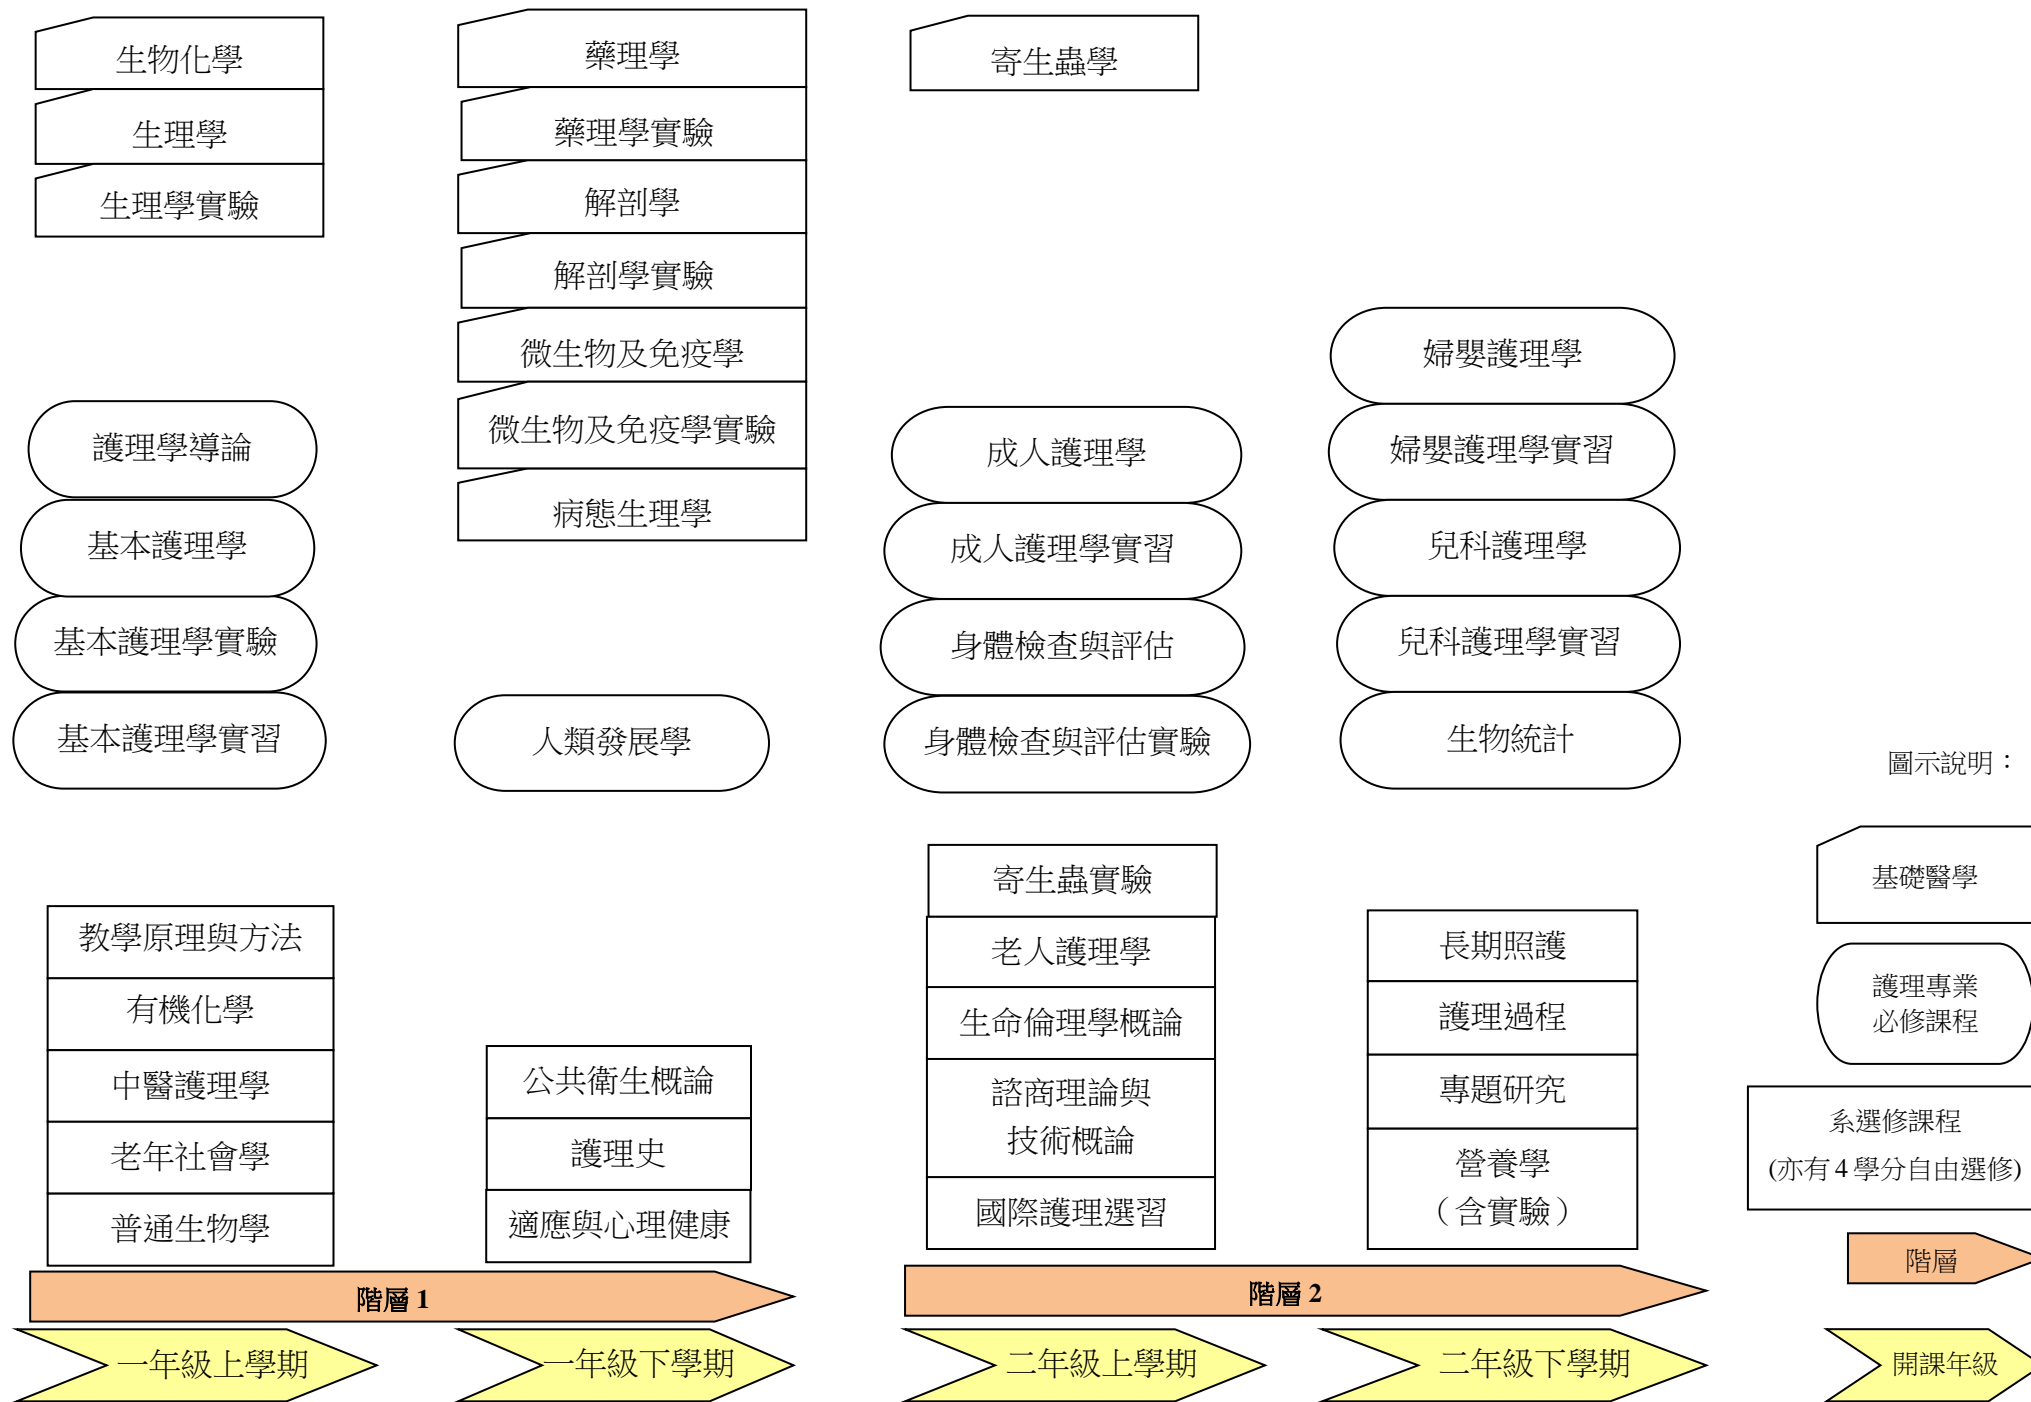 生物化學
生理學
生理學實驗
護理學導論
基本護理學
基本護理學實驗
基本護理學實習
教學原理與方法
有機化學
中醫護理學
老年社會學
普通生物學
藥理學
藥理學實驗
解剖學
解剖學實驗
微生物及免疫學
微生物及免疫學實驗
病態生理學
人類發展學
公共衛生概論
護理史
適應與心理健康
寄生蟲學
成人護理學
成人護理學實習
身體檢查與評估
身體檢查與評估實驗
寄生蟲實驗
老人護理學
生命倫理學概論
諮商理論與
技術概論
國際護理選習
婦嬰護理學
婦嬰護理學實習
兒科護理學
兒科護理學實習
生物統計
長期照護
護理過程
專題研究
營養學
（含實驗）
階層 1
階層 2
一年級上學期
一年級下學期
二年級上學期
二年級下學期
圖示說明：
基礎醫學
護理專業
必修課程
系選修課程
(亦有 4 學分自由選修)
階層
開課年級